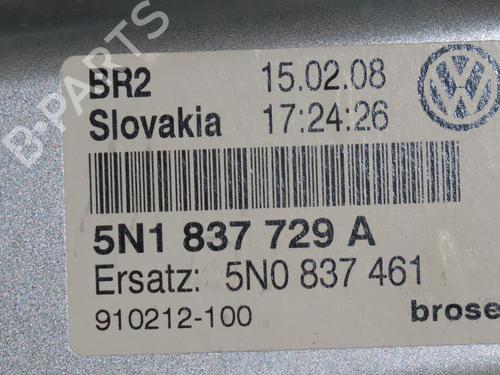 BR2 15.02.08
Slovakia 17:24:26
5N1 837 729 A
Ersatz: 5N0 837 461
910212-100 brose
B-PARTS
VW